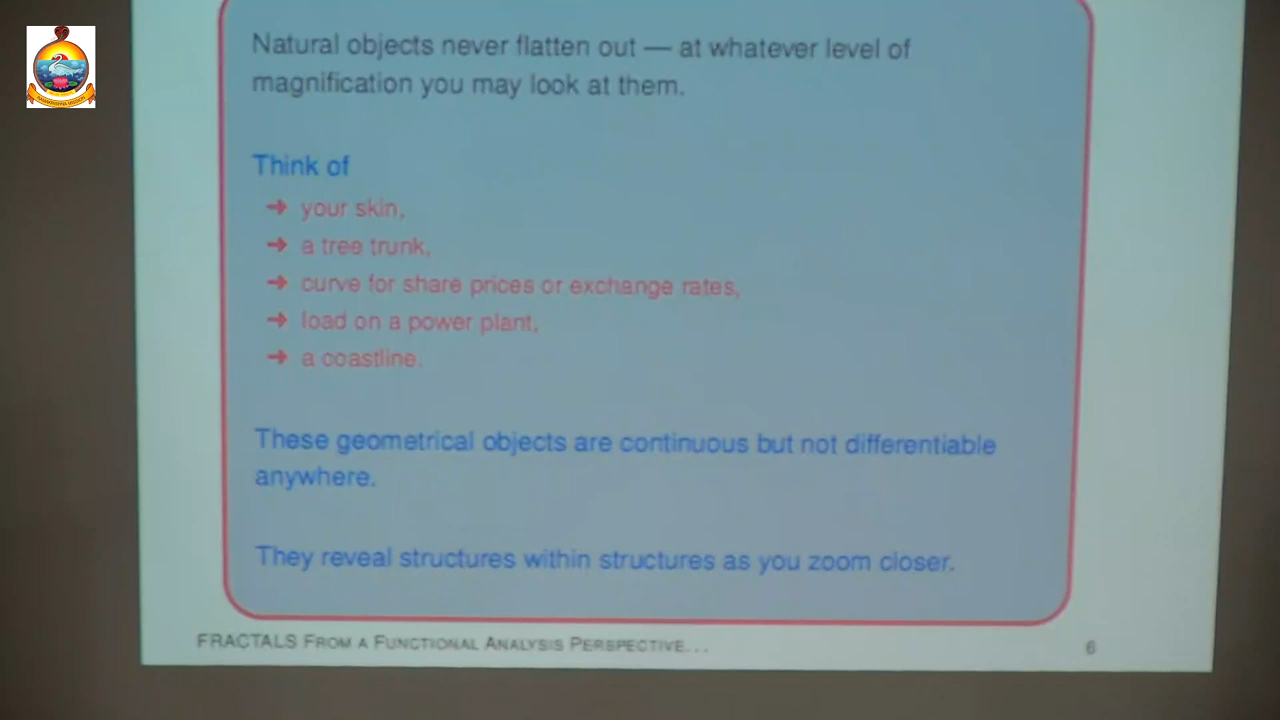 Natural objects never flatten out — at whatever level of
magnification you may look at them.
Think of
➔ your skin,
➔ a tree trunk,
➔ curve for share prices or exchange rates,
➔ load on a power plant,
➔ a coastline.
These geometrical objects are continuous but not differentiable
anywhere.
They reveal structures within structures as you zoom closer.
FRACTALS FROM A FUNCTIONAL ANALYSIS PERSPECTIVE...
6